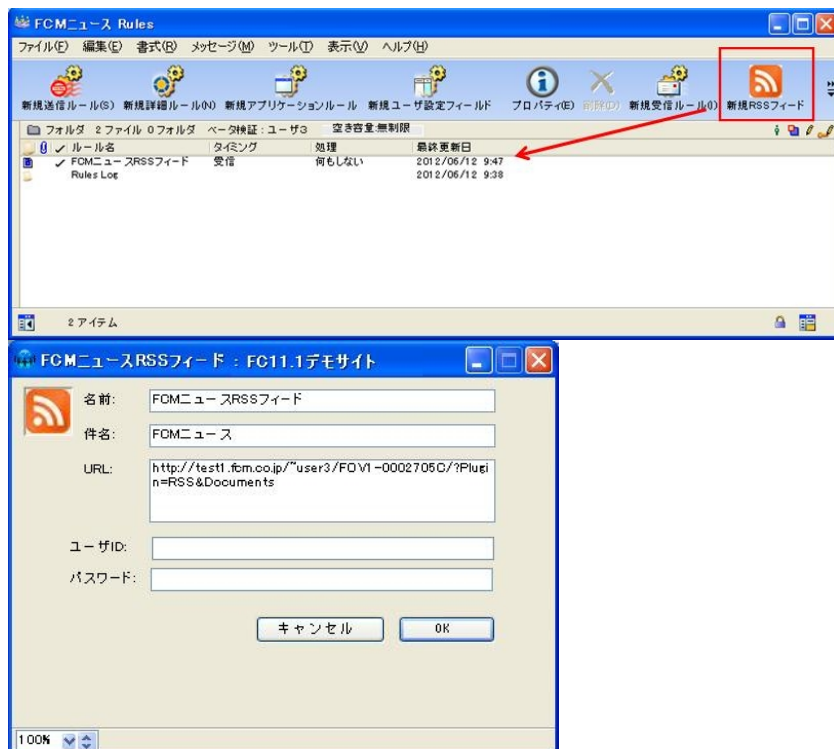 FCMニュース Rules
ファイル(F) 編集(E) 書式(R) メッセージ(M) ツール(T) 表示(V) ヘルプ(H)
新規送信ルール(S) 新規詳細ルール(N) 新規アプリケーションルール 新規ユーザ設定フィールド プロパティ(E) 削除(D) 新規受信ルール(I) 新規RSSフィード
フォルダ 2ファイル 0フォルダ ベータ検証:ユーザ3 空き容量:無制限
ルール名 タイミング 処理 最終更新日
FCMニュースRSSフィード 受信 何もしない 2012/06/12 9:47
Rules Log 2012/06/12 9:38
2 アイテム
FCMニュースRSSフィード : FC11.1デモサイト
名前: FCMニュースRSSフィード
件名: FCMニュース
URL: http://test1.fcm.co.jp/~user3/FOV1-0002705C/?Plugi
n=RSS&Documents
ユーザID:
パスワード:
キャンセル OK
100%